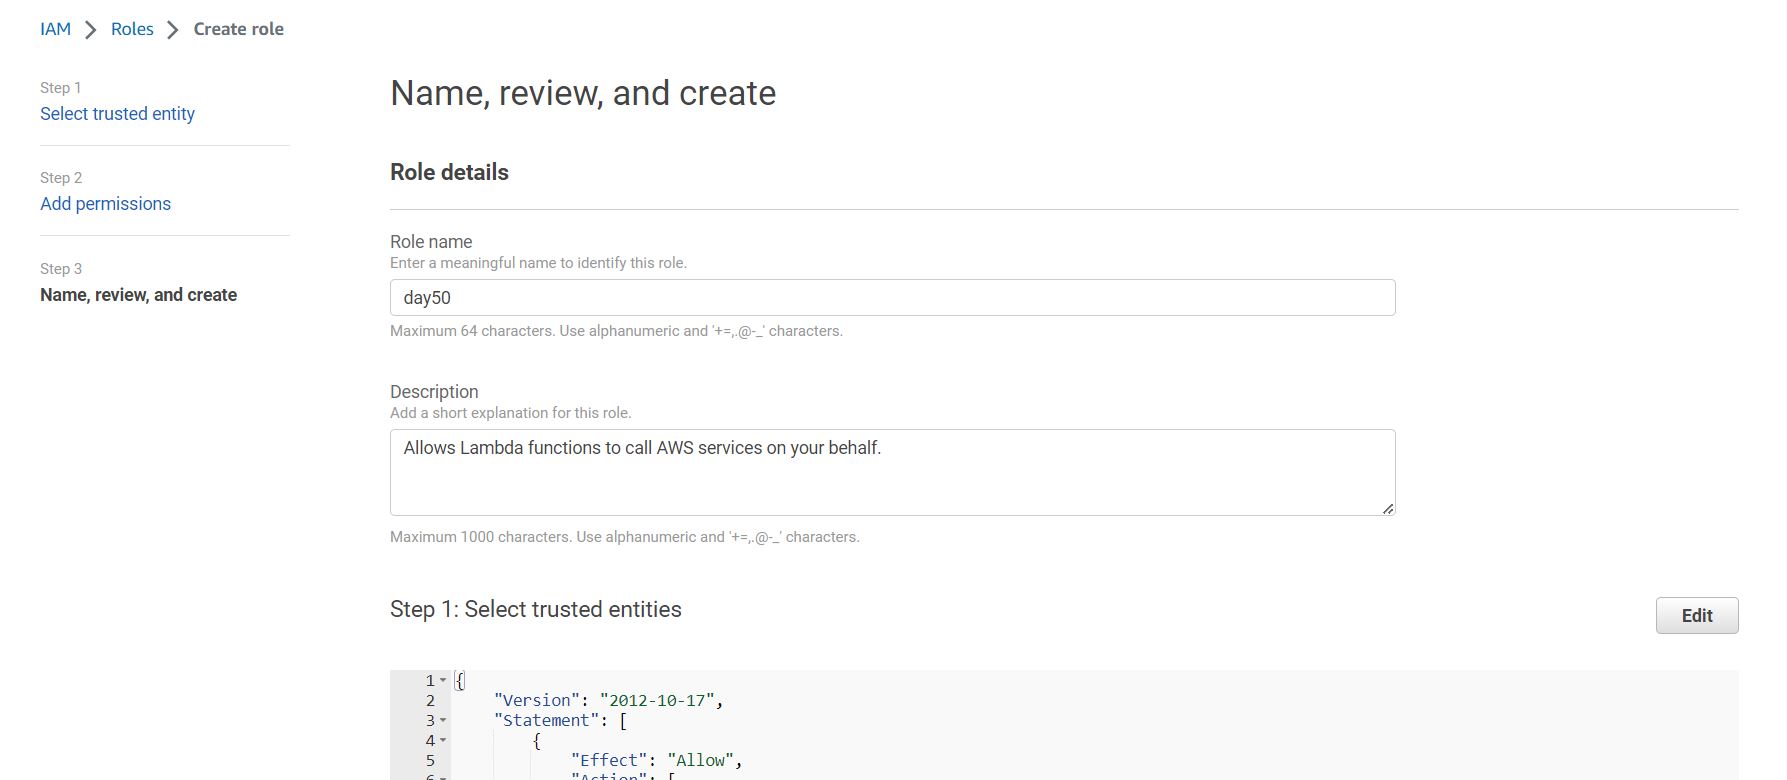 IAM > Roles > Create role
Step 1
Select trusted entity
Step 2
Add permissions
Step 3
Name, review, and create
Name, review, and create
Role details
Role name
Enter a meaningful name to identify this role.
day50
Maximum 64 characters. Use alphanumeric and '+=,.@-_' characters.
Description
Add a short explanation for this role.
Allows Lambda functions to call AWS services on your behalf.
Maximum 1000 characters. Use alphanumeric and '+=,.@-_' characters.
Step 1: Select trusted entities
Edit
1 {
2 "Version": "2012-10-17",
3 "Statement": [
4 {
5 "Effect": "Allow",
6 "Action": [